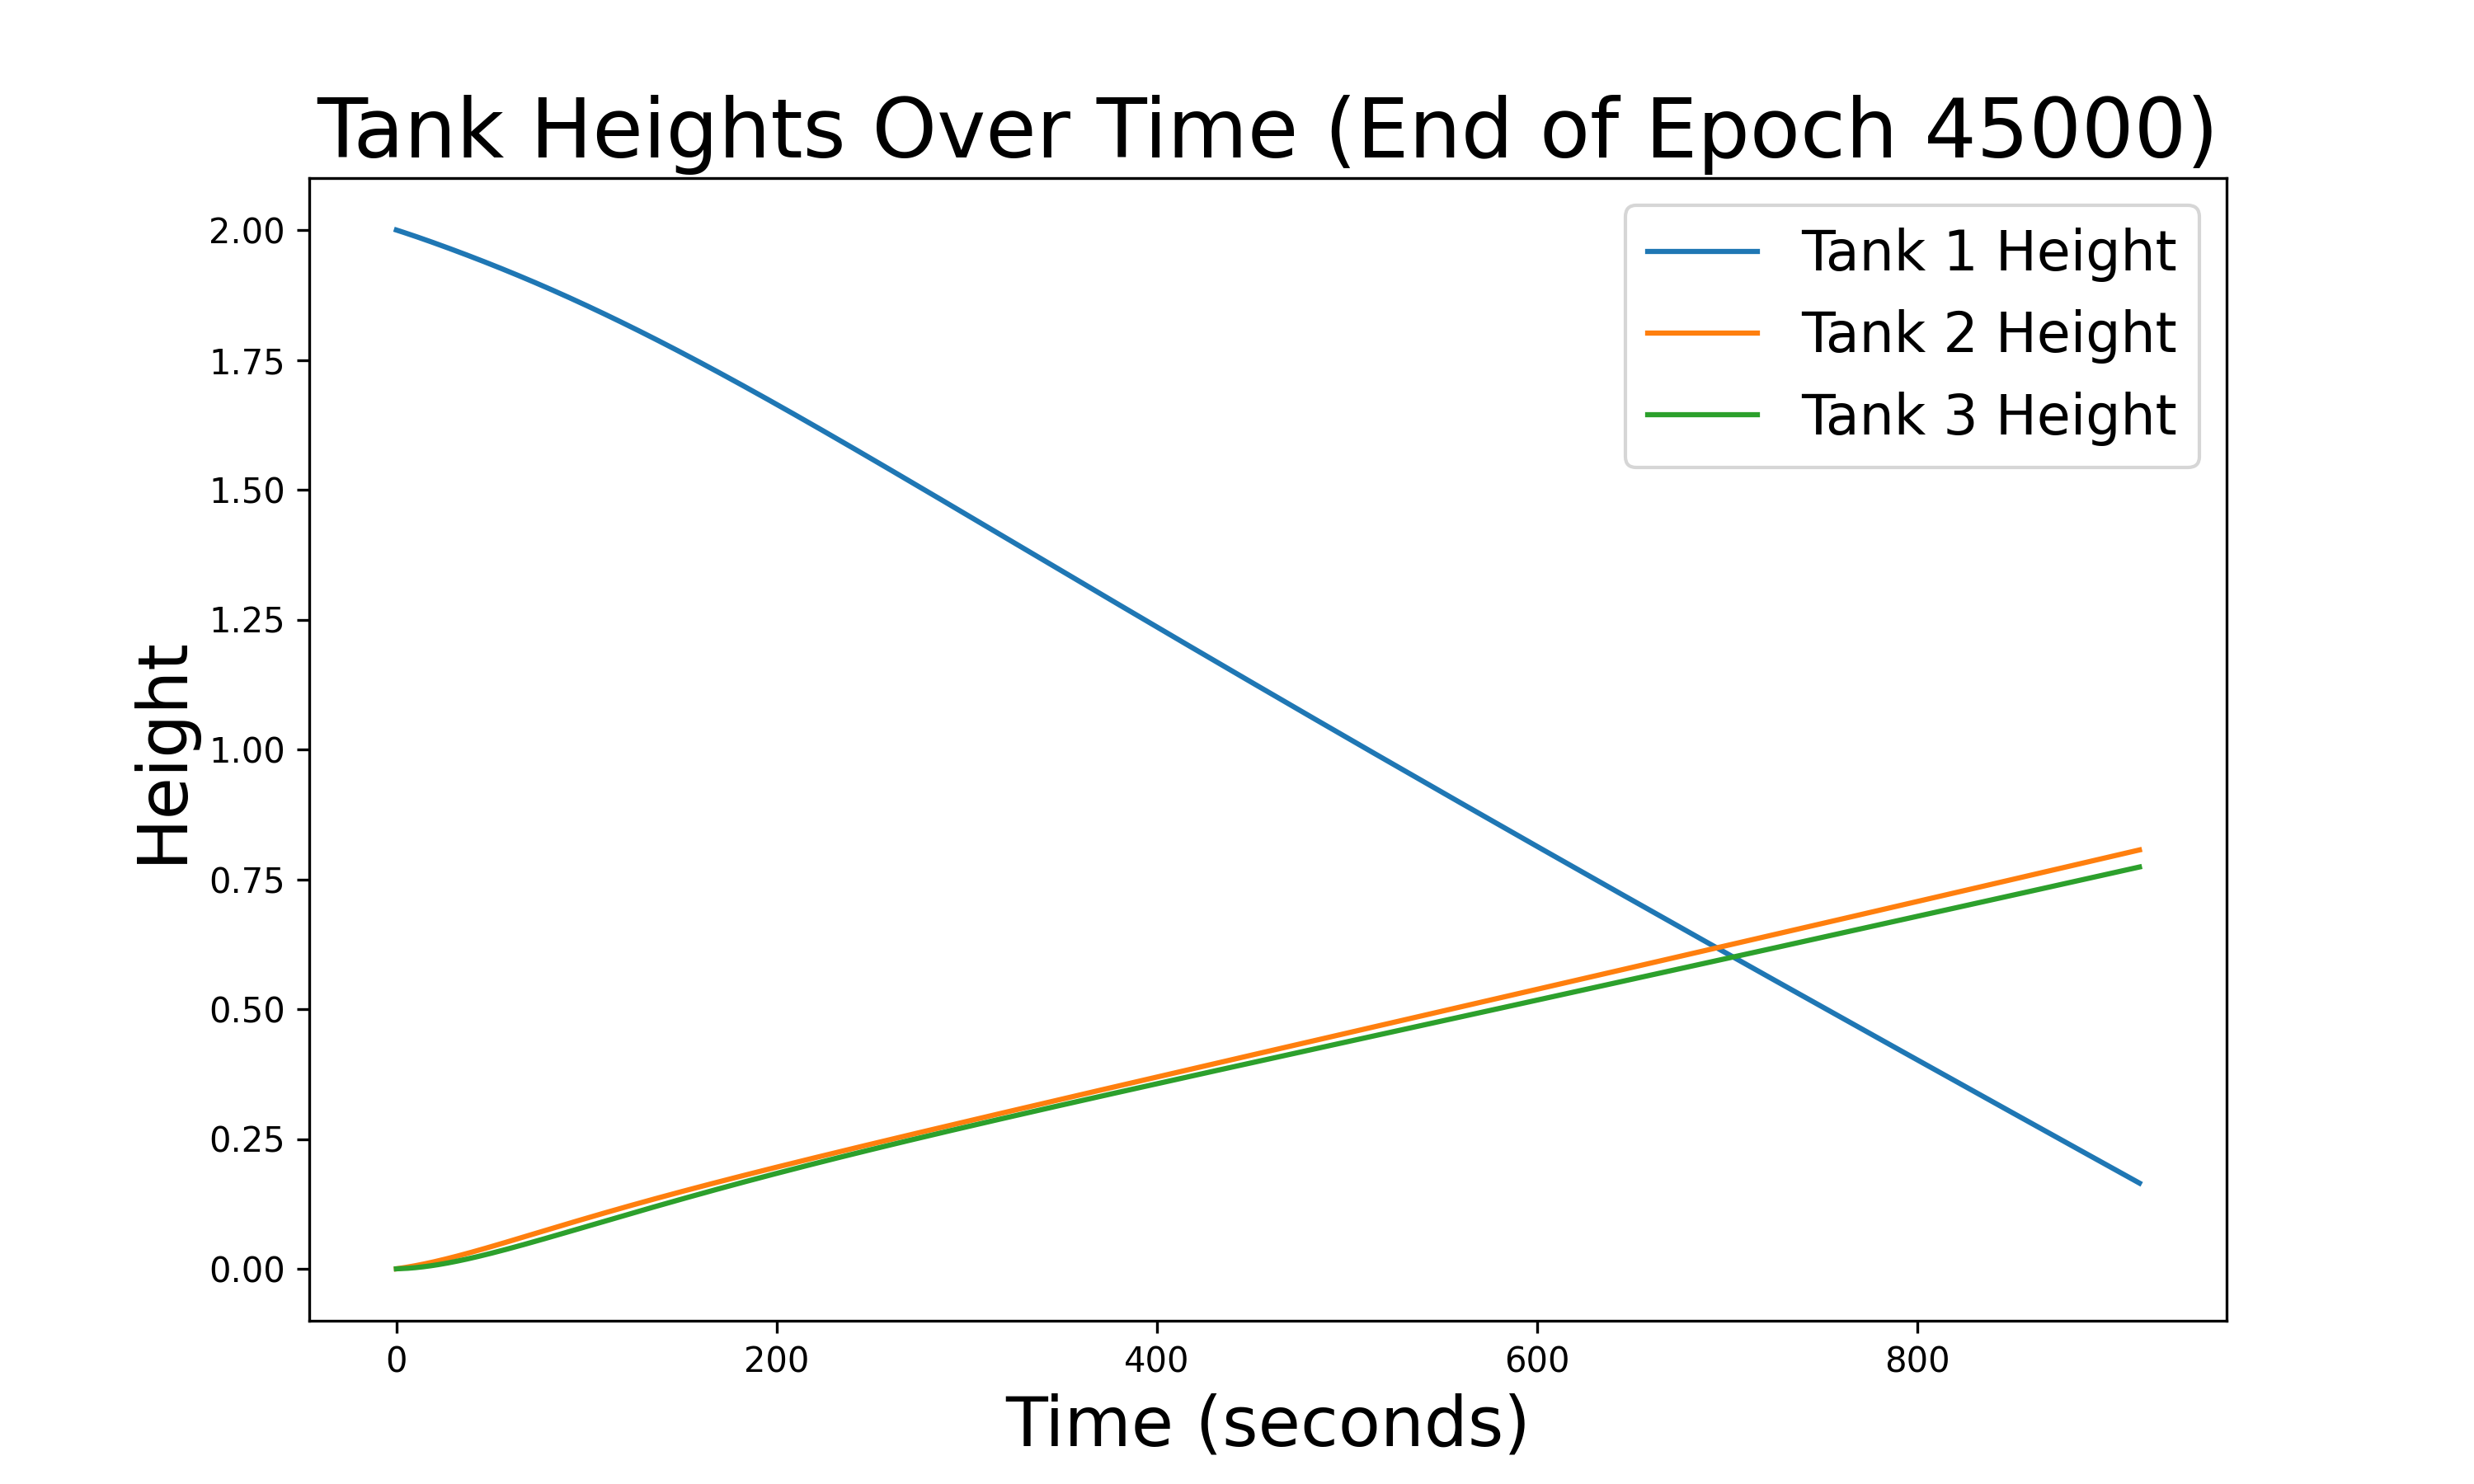 Tank Heights Over Time (End of Epoch 45000)
Tank 1 Height
Tank 2 Height
Tank 3 Height
Height
2.00
1.75
1.50
1.25
1.00
0.75
0.50
0.25
0.00
0 200 400 600 800
Time (seconds)